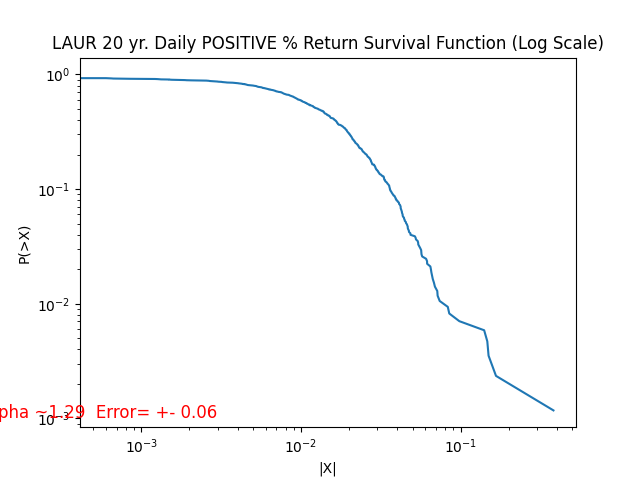 LAUR 20 yr. Daily POSITIVE % Return Survival Function (Log Scale)
10⁰
10⁻¹
10⁻²
10⁻³
P(>X)
pha ~1.29  Error= +- 0.06
10⁻³ 10⁻² 10⁻¹
|X|